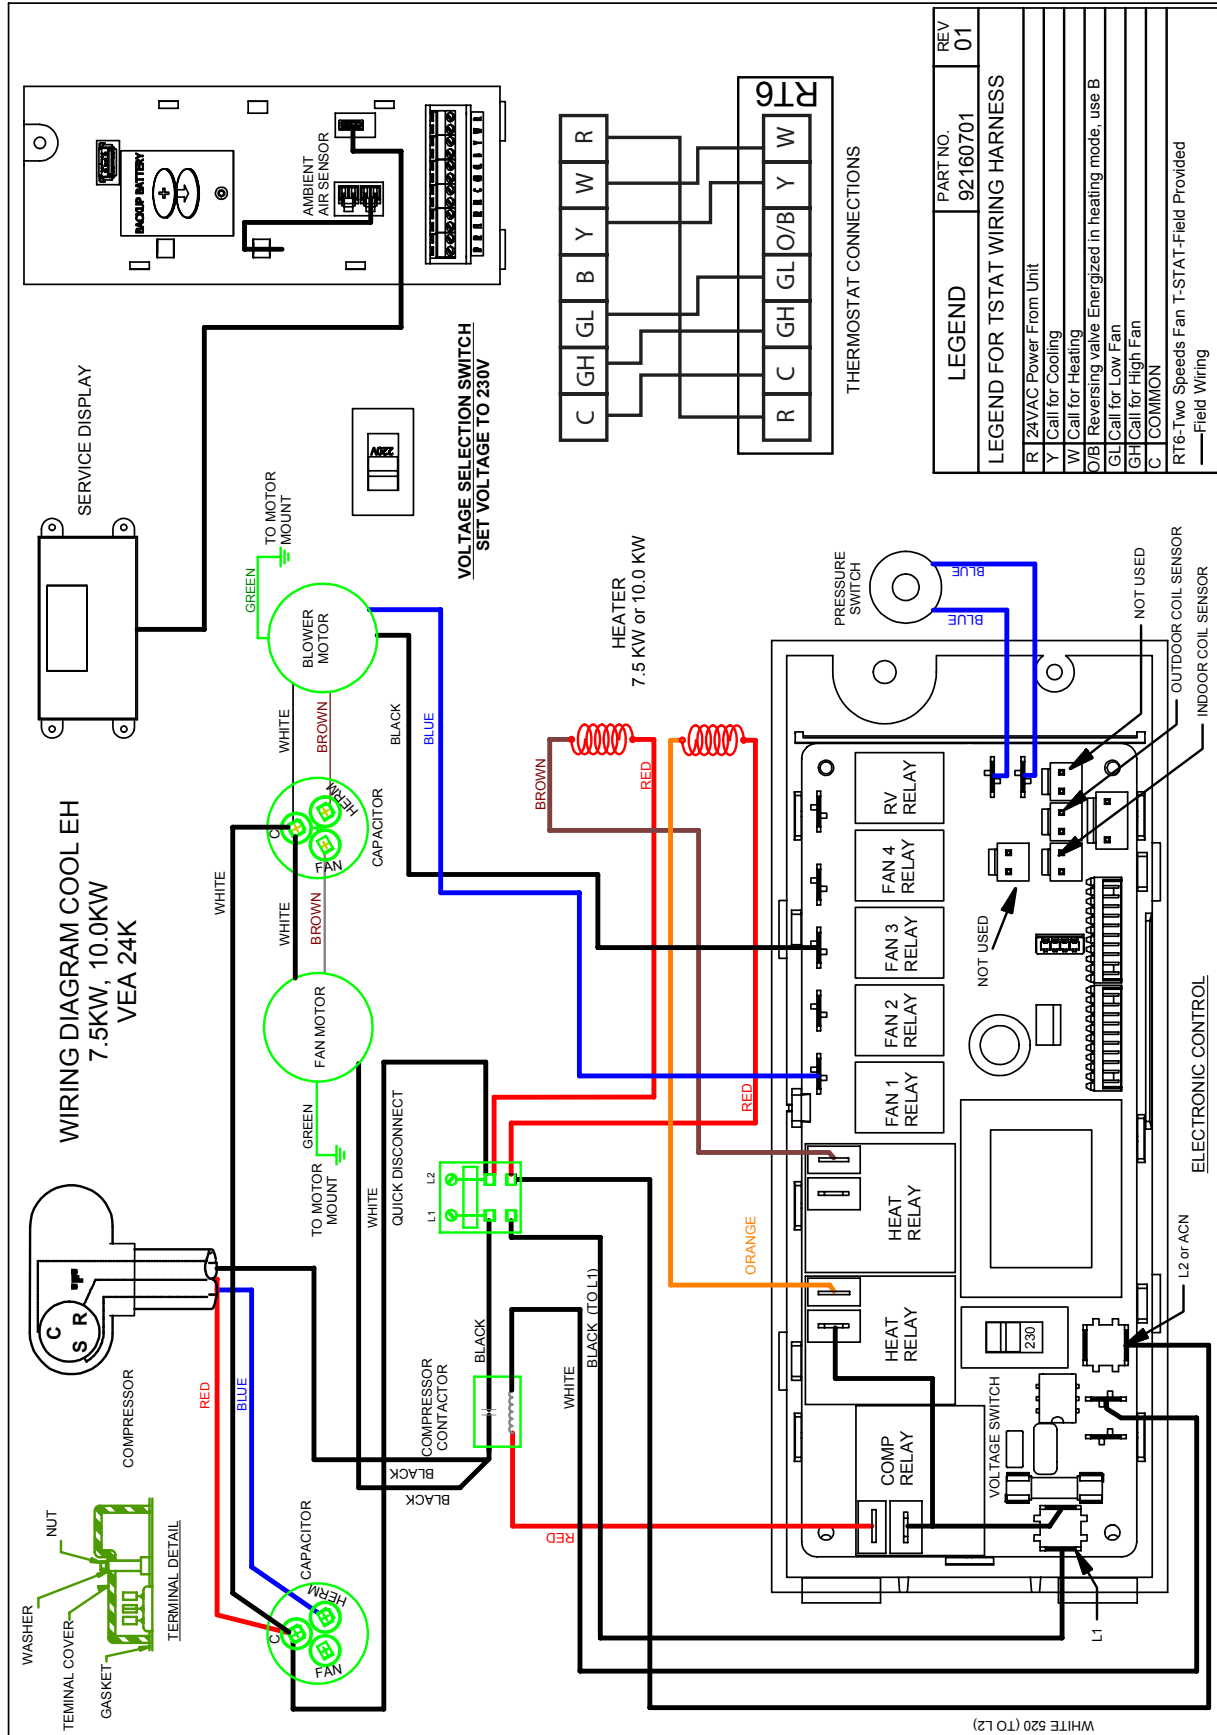 WIRING DIAGRAM COOL EH
7.5KW, 10.0KW
VEA 24K
SERVICE DISPLAY
BACKUP BATTERY
+
AMBIENT
AIR SENSOR
220V
VOLTAGE SELECTION SWITCH
SET VOLTAGE TO 230V
C GH GL B Y W R
R C GH GL O/B Y W
RT6
THERMOSTAT CONNECTIONS
LEGEND
PART NO.
92160701
REV
01
LEGEND FOR TSTAT WIRING HARNESS
R 24VAC Power From Unit
Y Call for Cooling
W Call for Heating
O/B Reversing valve Energized in heating mode, use B
GL Call for Low Fan
GH Call for High Fan
C COMMON
RT6-Two Speeds Fan T-STAT-Field Provided
Field Wiring
WASHER
NUT
TEMINAL COVER
GASKET
TERMINAL DETAIL
COMPRESSOR
C
S R
RED
BLUE
CAPACITOR
C
HERM
FAN
WHITE
FAN MOTOR
GREEN
TO MOTOR
MOUNT
WHITE
BROWN
CAPACITOR
C
HERM
FAN
WHITE
BROWN
BLOWER
MOTOR
GREEN
TO MOTOR
MOUNT
BLACK
BLUE
WHITE
QUICK DISCONNECT
L1
L2
BLACK
BLACK
COMPRESSOR
CONTACTOR
BLACK
WHITE
BLACK (TO L1)
RED
HEATER
7.5 KW or 10.0 KW
BROWN
RED
RED
ORANGE
PRESSURE
SWITCH
BLUE
BLUE
COMP
RELAY
HEAT
RELAY
HEAT
RELAY
FAN 1
RELAY
FAN 2
RELAY
FAN 3
RELAY
FAN 4
RELAY
RV
RELAY
VOLTAGE SWITCH
230
NOT USED
NOT USED
OUTDOOR COIL SENSOR
INDOOR COIL SENSOR
L1
L2 or ACN
ELECTRONIC CONTROL
WHITE 520 (TO L2)